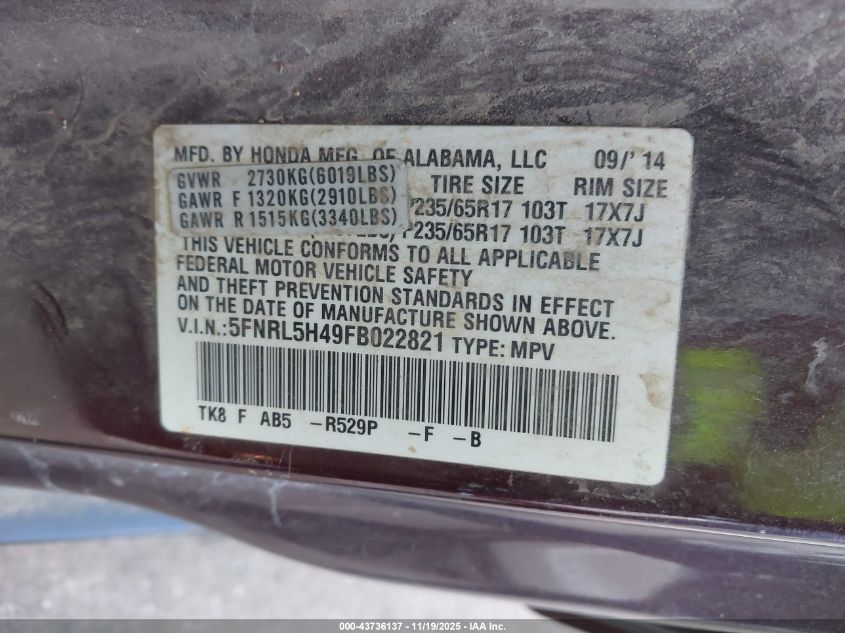 MFD. BY HONDA MFG. OF ALABAMA, LLC 09/' 14
GVWR 2730KG(6019LBS) TIRE SIZE RIM SIZE
GAWR F 1320KG(2910LBS) P235/65R17 103T 17X7J
GAWR R 1515KG(3340LBS) P235/65R17 103T 17X7J
THIS VEHICLE CONFORMS TO ALL APPLICABLE
FEDERAL MOTOR VEHICLE SAFETY
AND THEFT PREVENTION STANDARDS IN EFFECT
ON THE DATE OF MANUFACTURE SHOWN ABOVE.
V.I.N.:5FNRL5H49FB022821 TYPE: MPV
TK8 F AB5 -R529P -F -B
000-43736137 - 11/19/2025 - IAA Inc.